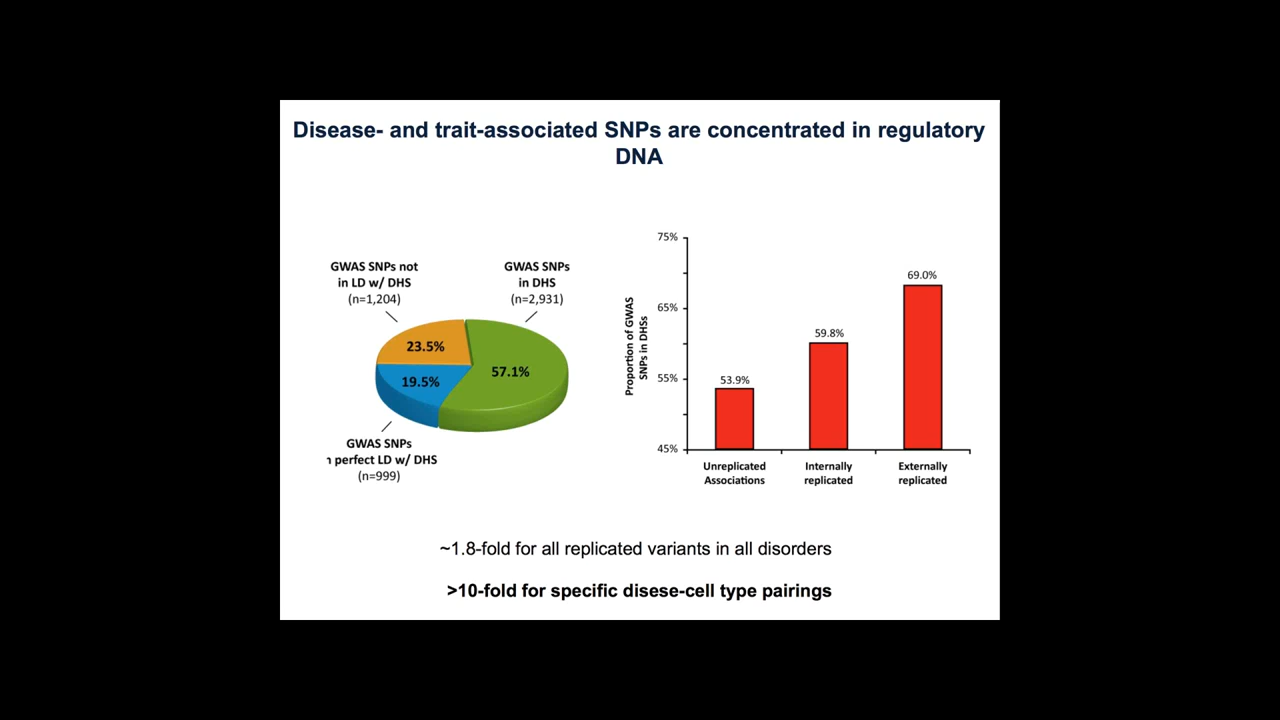 Disease- and trait-associated SNPs are concentrated in regulatory
DNA
GWAS SNPs not
in LD w/ DHS
(n=1,204)
GWAS SNPs
in DHS
(n=2,931)
23.5%
57.1%
19.5%
GWAS SNPs
perfect LD w/ DHS
(n=999)
Proportion of GWAS
SNPs in DHSs
75%
65%
55%
45%
53.9%
59.8%
69.0%
Unreplicated
Associations
Internally
replicated
Externally
replicated
~1.8-fold for all replicated variants in all disorders
>10-fold for specific disese-cell type pairings